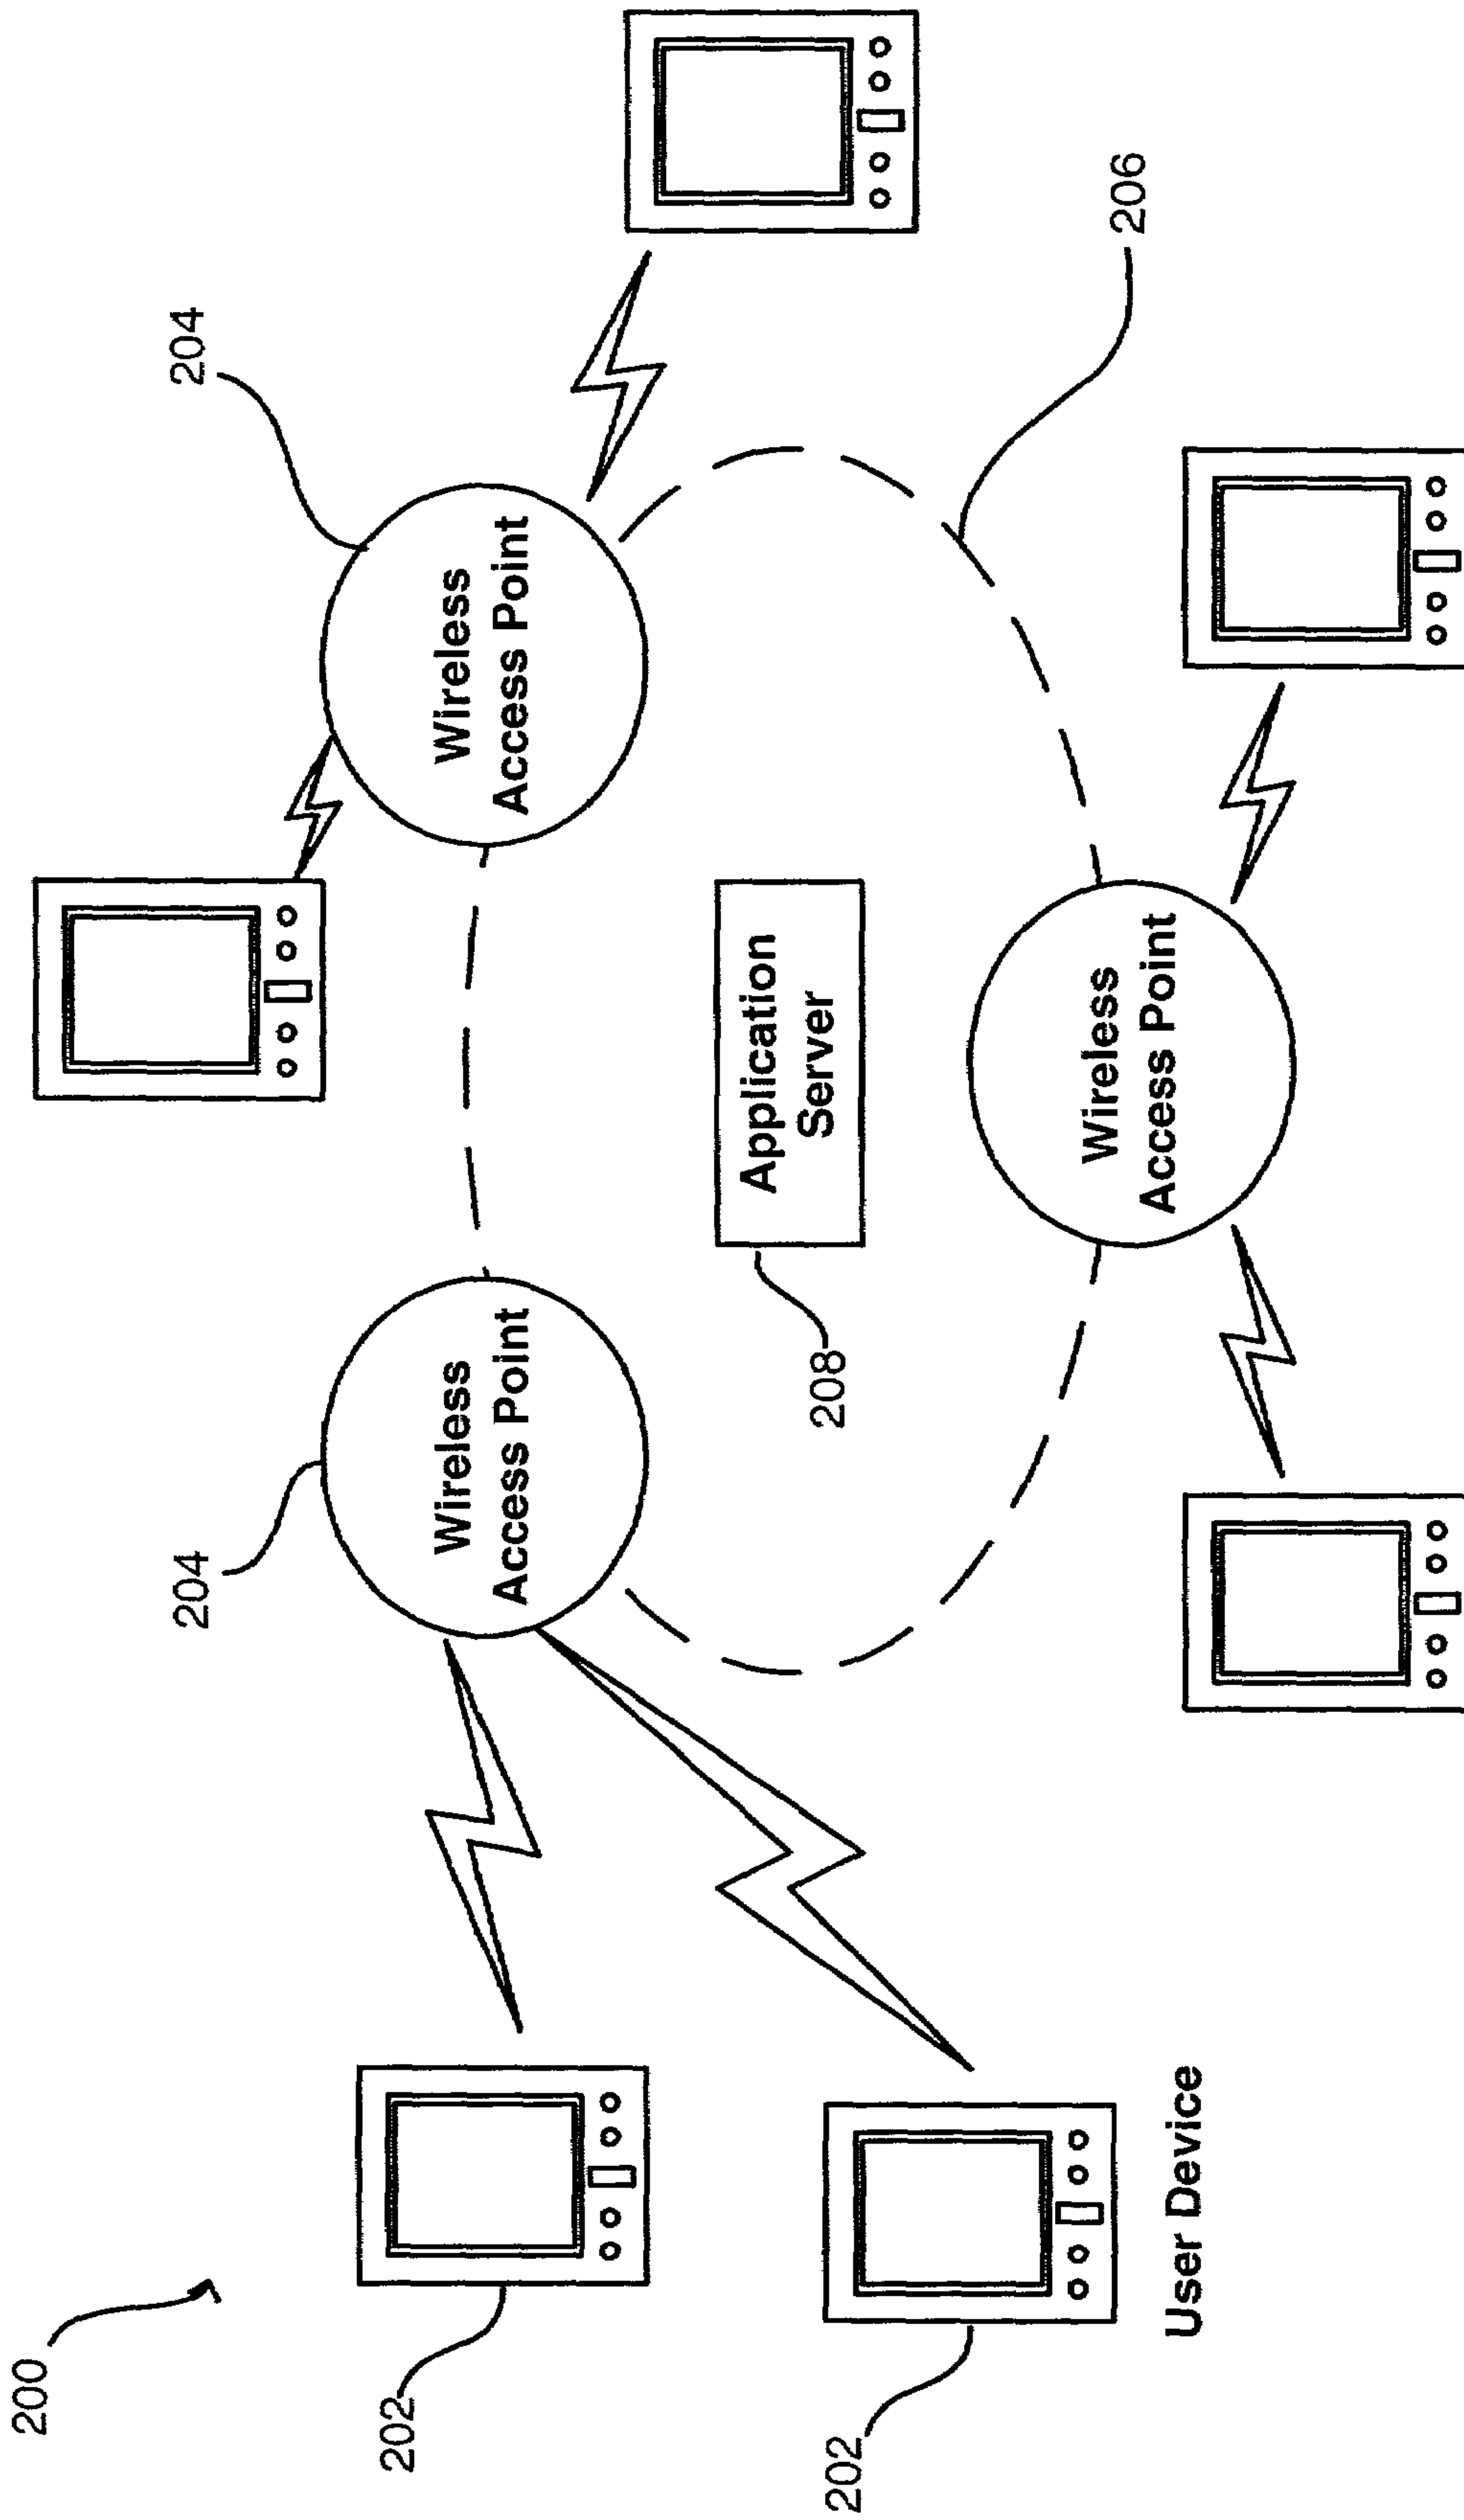 200
204
204
Wireless
Access Point
Wireless
Access Point
202
Application
Server
208
206
202
Wireless
Access Point
User Device